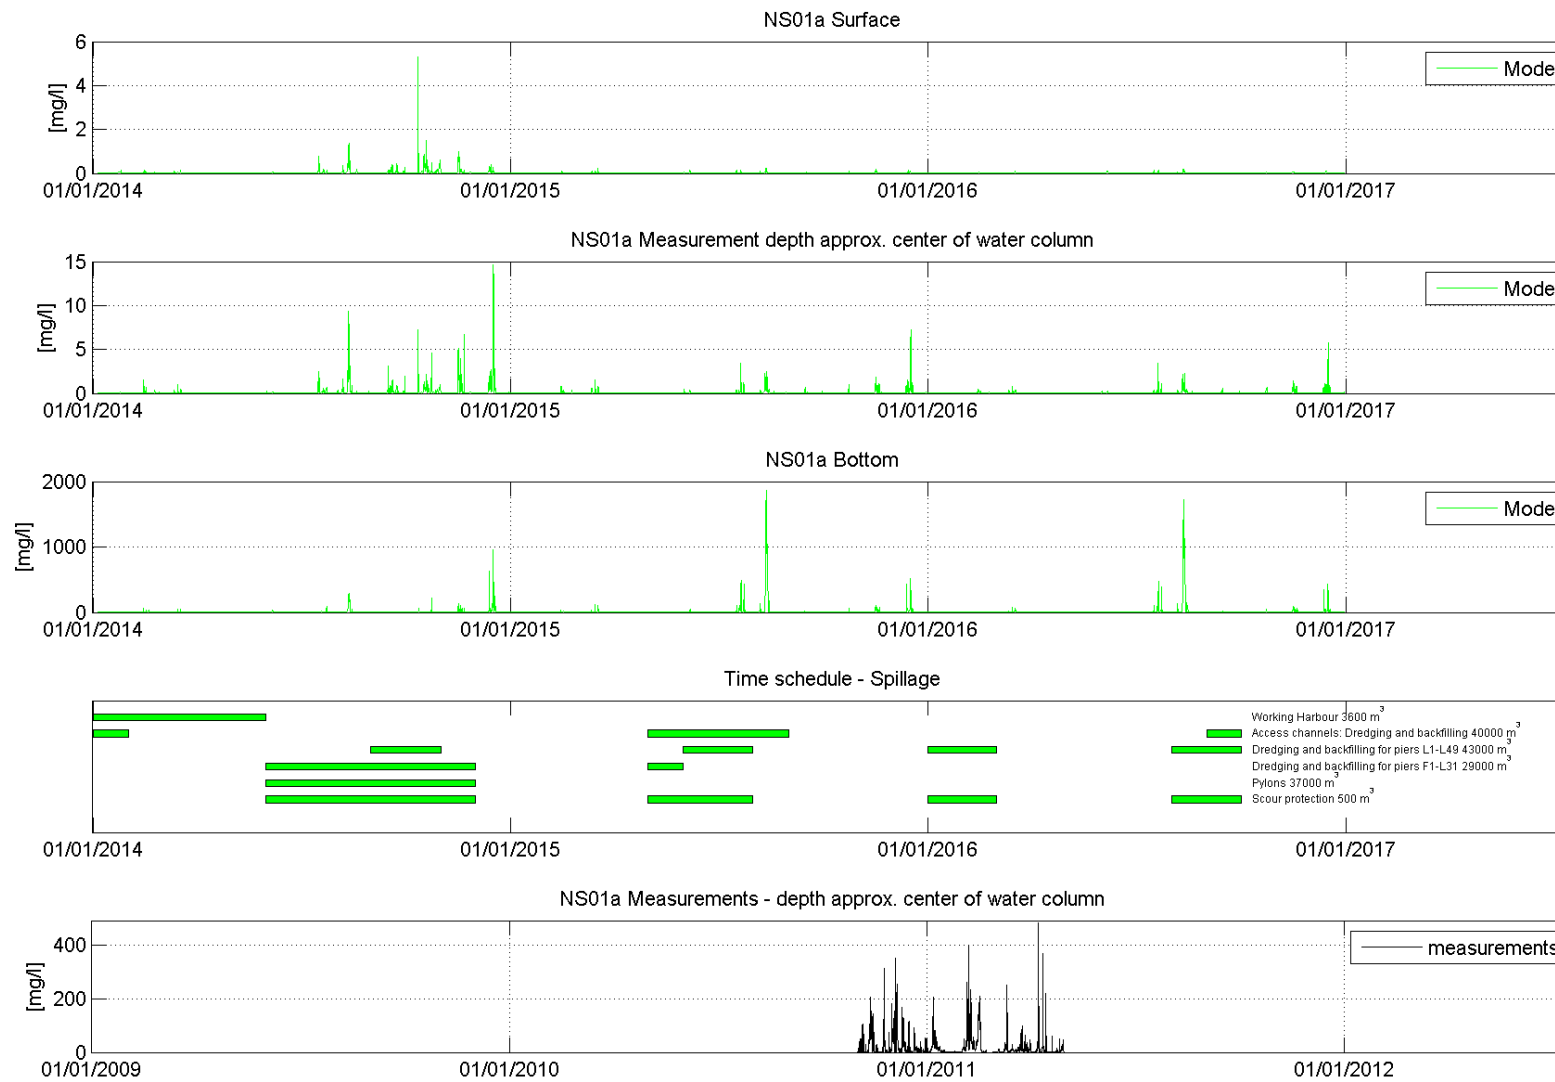 NS01a Surface
6
4
2
0
[mg/l]
Mode
01/01/2014 01/01/2015 01/01/2016 01/01/2017
NS01a Measurement depth approx. center of water column
15
10
5
0
[mg/l]
Mode
01/01/2014 01/01/2015 01/01/2016 01/01/2017
NS01a Bottom
2000
1000
0
[mg/l]
Mode
01/01/2014 01/01/2015 01/01/2016 01/01/2017
Time schedule - Spillage
Working Harbour 3600 m³
Access channels: Dredging and backfilling 40000 m³
Dredging and backfilling for piers L1-L49 43000 m³
Dredging and backfilling for piers F1-L31 29000 m³
Pylons 37000 m³
Scour protection 500 m³
01/01/2014 01/01/2015 01/01/2016 01/01/2017
NS01a Measurements - depth approx. center of water column
400
200
0
[mg/l]
measurements
01/01/2009 01/01/2010 01/01/2011 01/01/2012